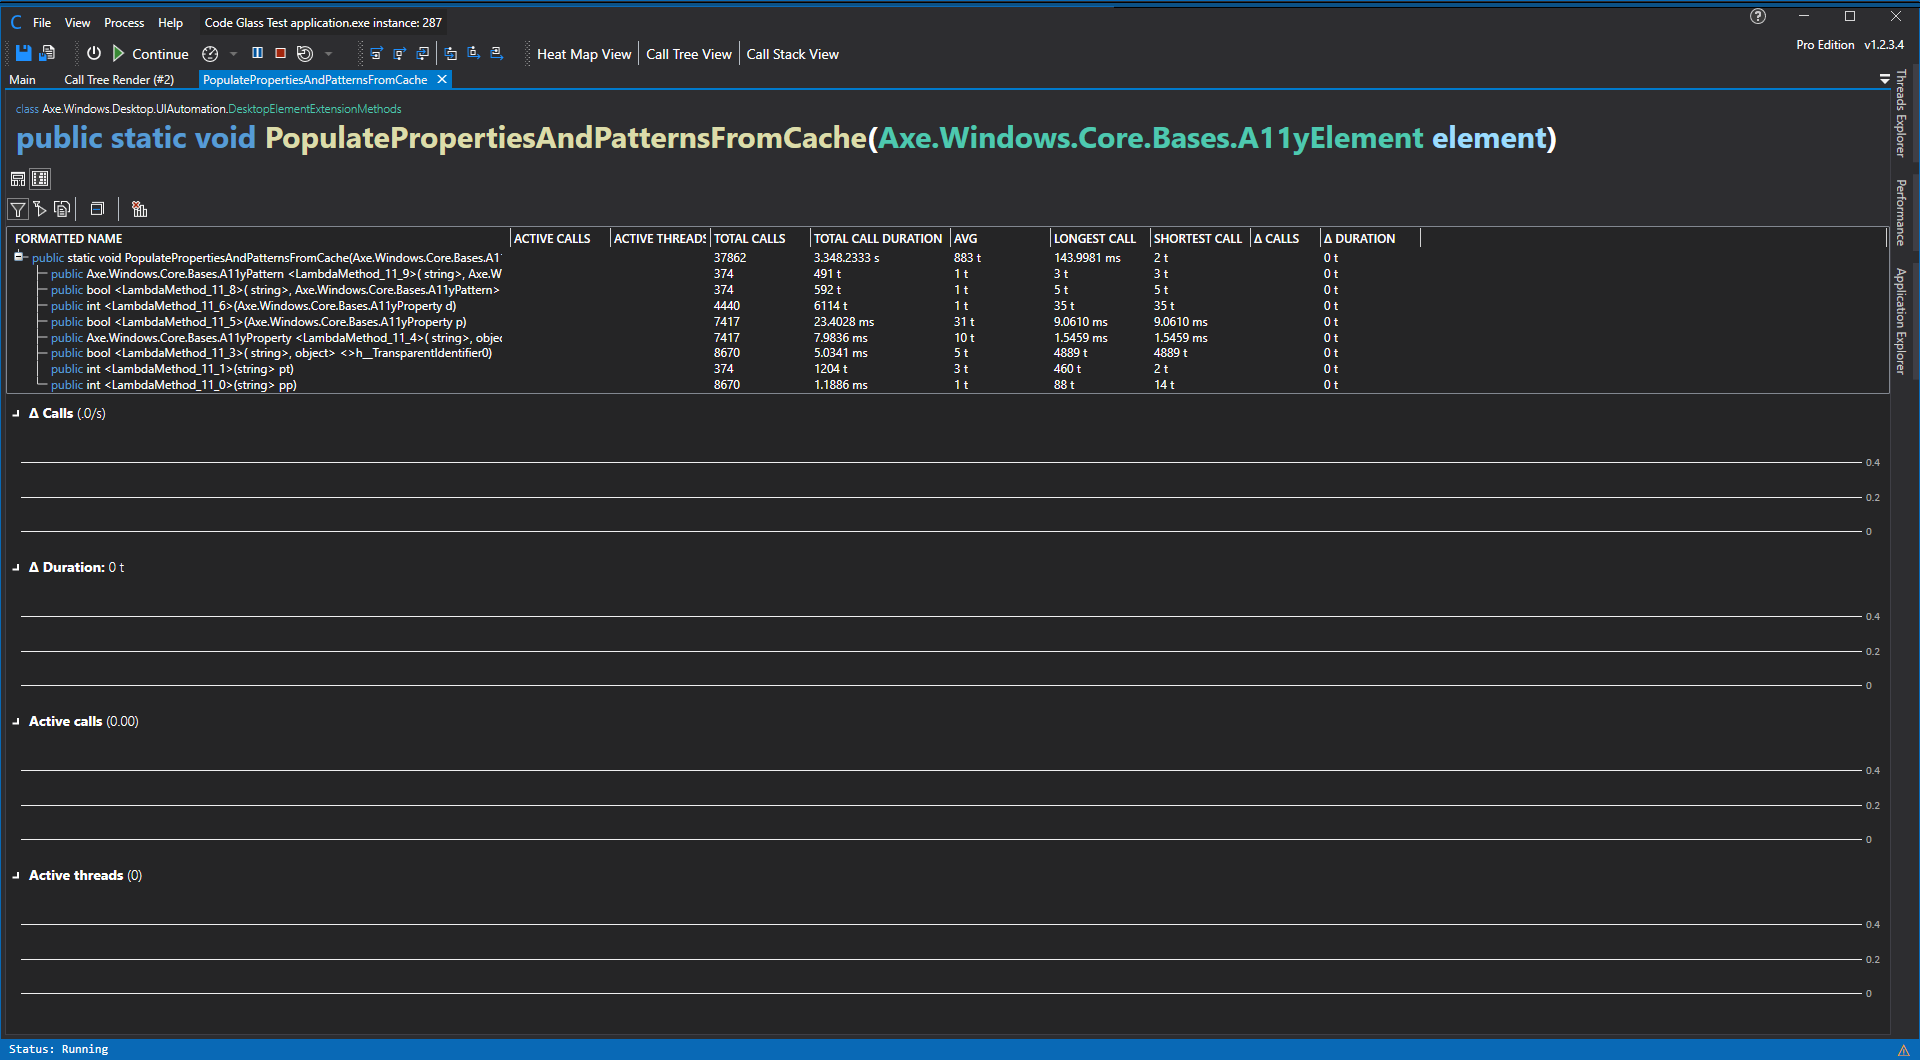 C File View Process Help Code Glass Test application.exe instance: 287
Continue Heat Map View Call Tree View Call Stack View Pro Edition v1.2.3.4
Main Call Tree Render (#2) PopulatePropertiesAndPatternsFromCache
class Axe.Windows.Desktop.UIAutomation.DesktopElementExtensionMethods
public static void PopulatePropertiesAndPatternsFromCache(Axe.Windows.Core.Bases.A11yElement element)
FORMATTED NAME ACTIVE CALLS ACTIVE THREADS TOTAL CALLS TOTAL CALL DURATION AVG LONGEST CALL SHORTEST CALL Δ CALLS Δ DURATION
public static void PopulatePropertiesAndPatternsFromCache(Axe.Windows.Core.Bases.A1 37862 3.348.2333 s 883 t 143.9981 ms 2 t 0 t
public Axe.Windows.Core.Bases.A11yPattern <LambdaMethod_11_9>( string>, Axe.W 374 491 t 1 t 3 t 3 t 0 t
public bool <LambdaMethod_11_8>( string>, Axe.Windows.Core.Bases.A11yPattern> 374 592 t 1 t 5 t 5 t 0 t
public int <LambdaMethod_11_6>(Axe.Windows.Core.Bases.A11yProperty d) 4440 6114 t 1 t 35 t 35 t 0 t
public bool <LambdaMethod_11_5>(Axe.Windows.Core.Bases.A11yProperty p) 7417 23.4028 ms 31 t 9.0610 ms 9.0610 ms 0 t
public Axe.Windows.Core.Bases.A11yProperty <LambdaMethod_11_4>( string>, objec 7417 7.9836 ms 10 t 1.5459 ms 1.5459 ms 0 t
public bool <LambdaMethod_11_3>( string>, object> <>h__TransparentIdentifier0) 8670 5.0341 ms 5 t 4889 t 4889 t 0 t
public int <LambdaMethod_11_1>(string> pt) 374 1204 t 3 t 460 t 2 t 0 t
public int <LambdaMethod_11_0>(string> pp) 8670 1.1886 ms 1 t 88 t 14 t 0 t
Δ Calls (.0/s)
0.4
0.2
0
Δ Duration: 0 t
0.4
0.2
0
Active calls (0.00)
0.4
0.2
0
Active threads (0)
0.4
0.2
0
Threads Explorer
Performance
Application Explorer
Status: Running